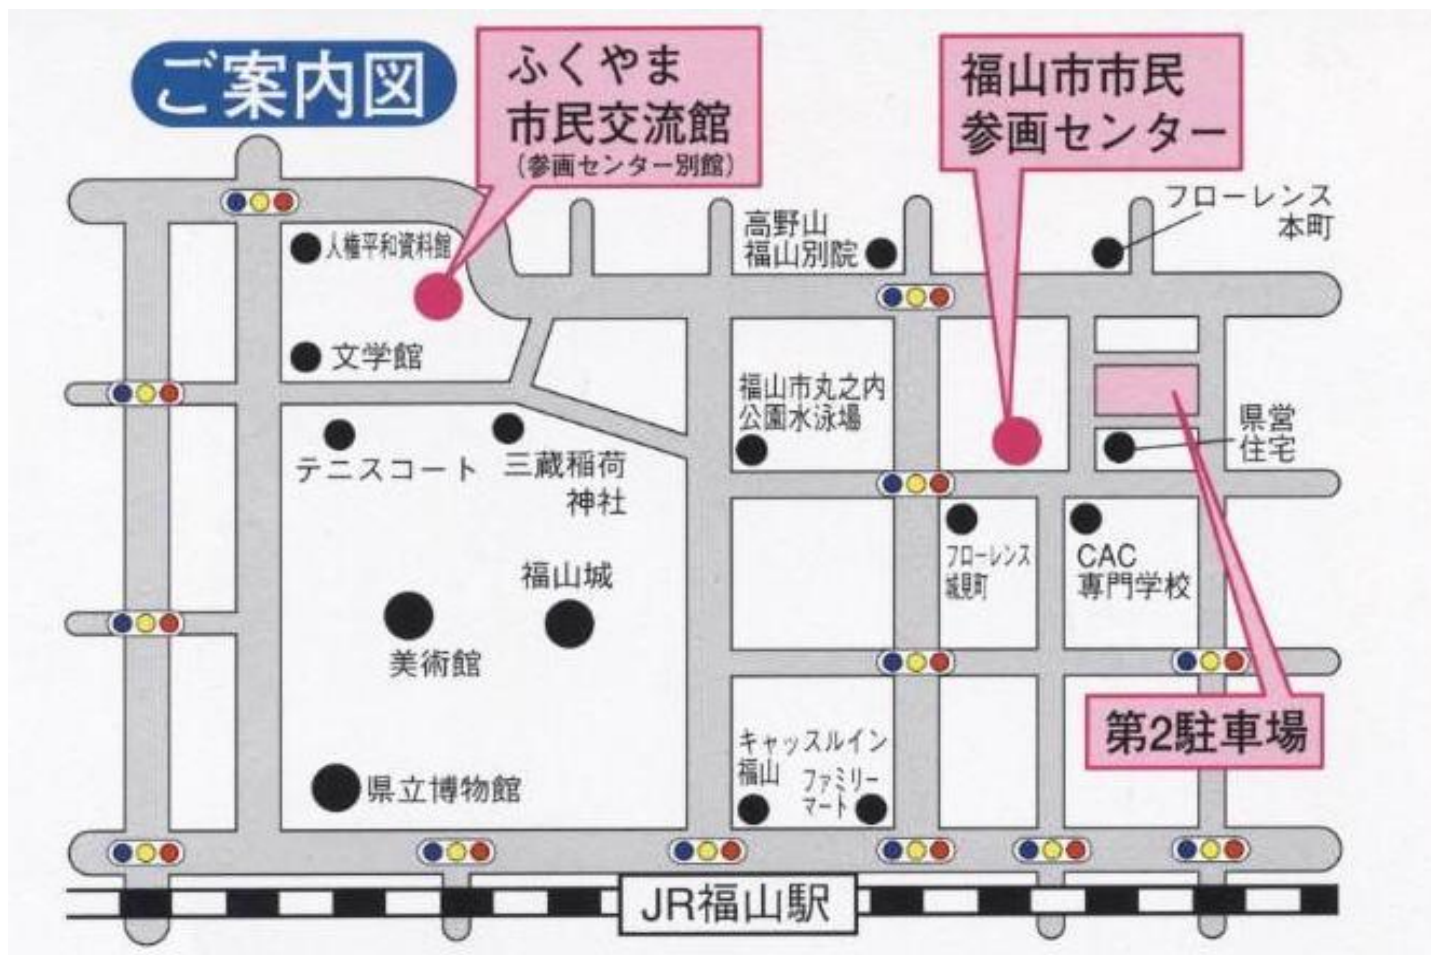 ご案内図
ふくやま
市民交流館
(参画センター別館)
福山市市民
参画センター
フローレンス
本町
高野山
福山別院
人権平和資料館
文学館
福山市丸之内
公園水泳場
県営
住宅
テニスコート
三蔵稲荷
神社
フローレンス
城見町
CAC
専門学校
福山城
美術館
第2駐車場
キャッスルイン
福山
ファミリー
マート
県立博物館
JR福山駅